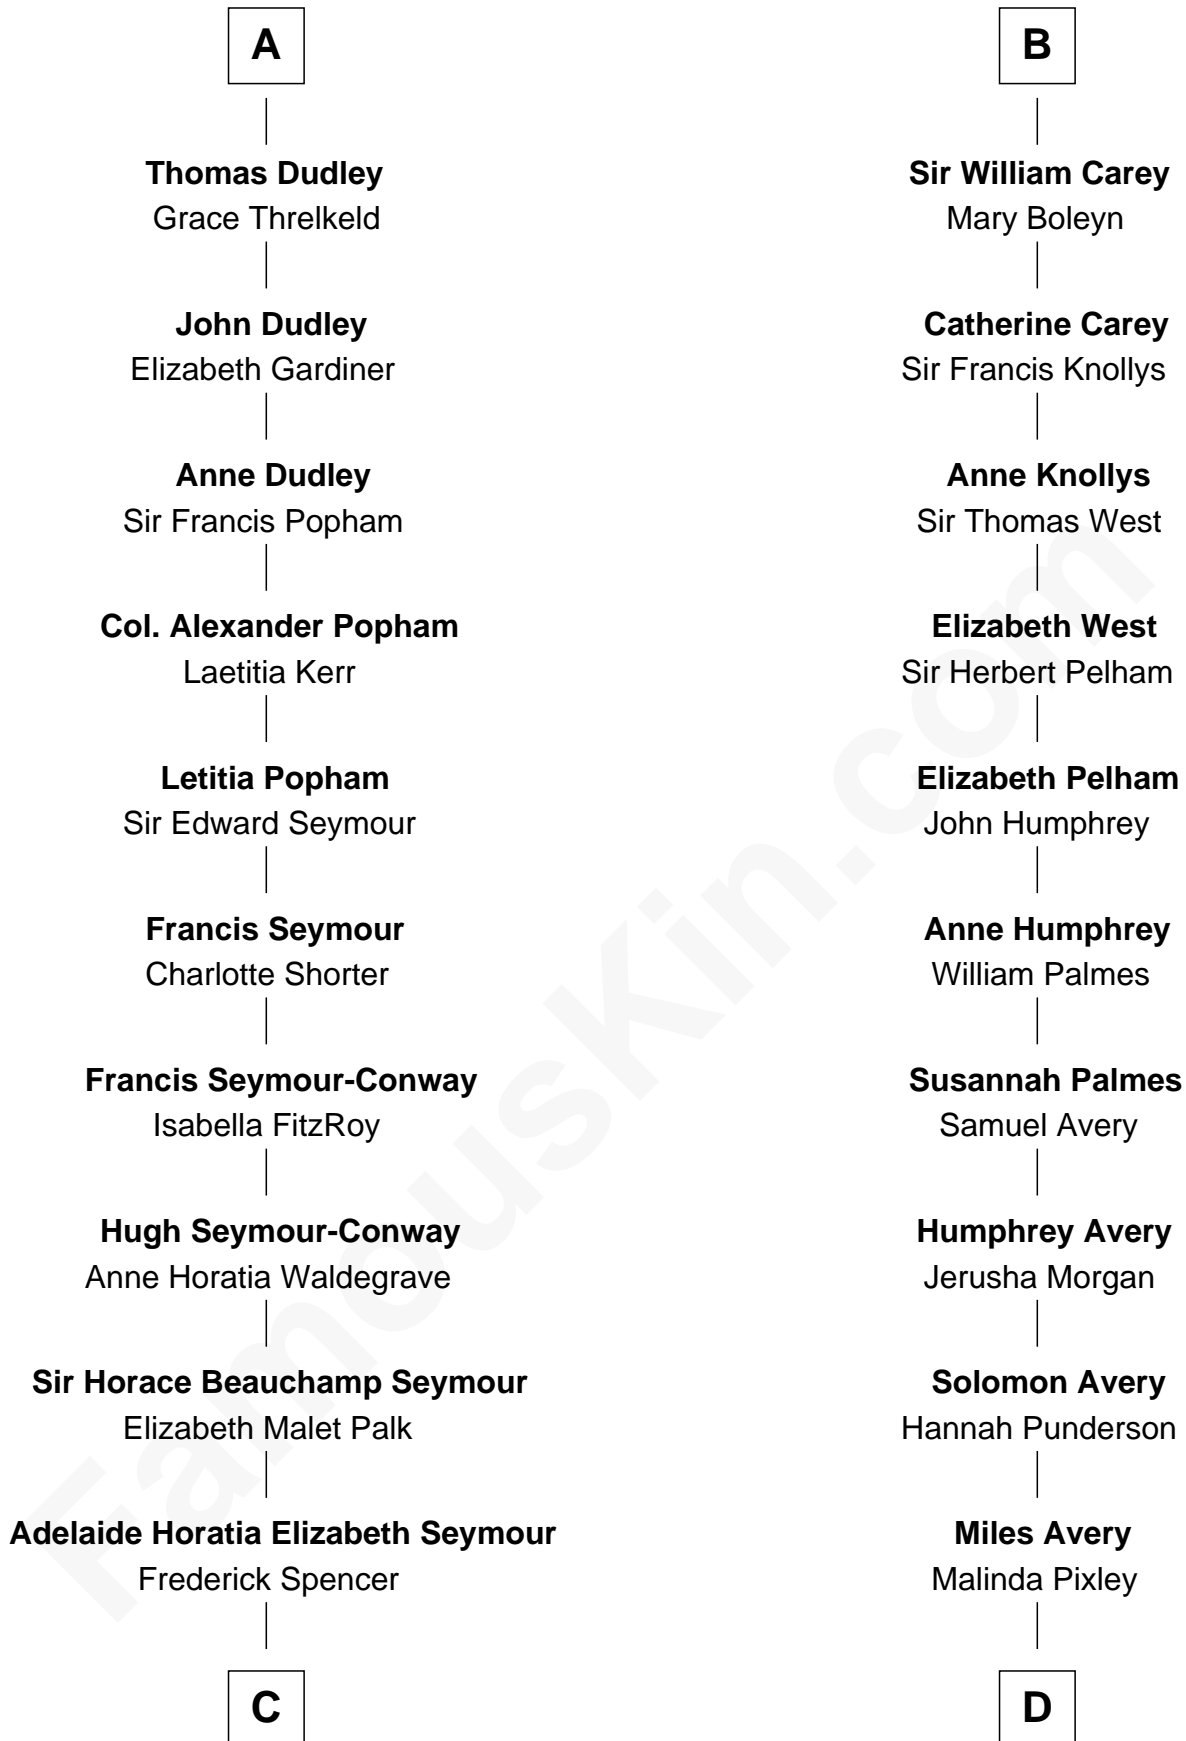 A
Thomas Dudley
Grace Threlkeld
John Dudley
Elizabeth Gardiner
Anne Dudley
Sir Francis Popham
Col. Alexander Popham
Laetitia Kerr
Letitia Popham
Sir Edward Seymour
Francis Seymour
Charlotte Shorter
Francis Seymour-Conway
Isabella FitzRoy
Hugh Seymour-Conway
Anne Horatia Waldegrave
Sir Horace Beauchamp Seymour
Elizabeth Malet Palk
Adelaide Horatia Elizabeth Seymour
Frederick Spencer
C
B
Sir William Carey
Mary Boleyn
Catherine Carey
Sir Francis Knollys
Anne Knollys
Sir Thomas West
Elizabeth West
Sir Herbert Pelham
Elizabeth Pelham
John Humphrey
Anne Humphrey
William Palmes
Susannah Palmes
Samuel Avery
Humphrey Avery
Jerusha Morgan
Solomon Avery
Hannah Punderson
Miles Avery
Malinda Pixley
D
FamousKin.com